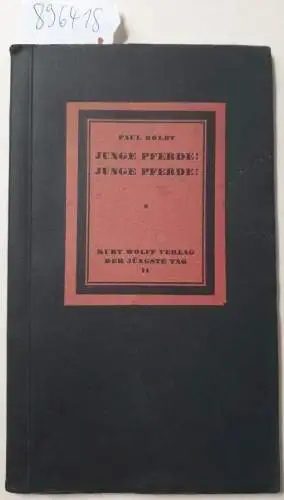 896418
PAUL BOLDT
JUNGE PFERDE!
JUNGE PFERDE!
KURT WOLFF VERLAG
DER JÜNGSTE TAG
11